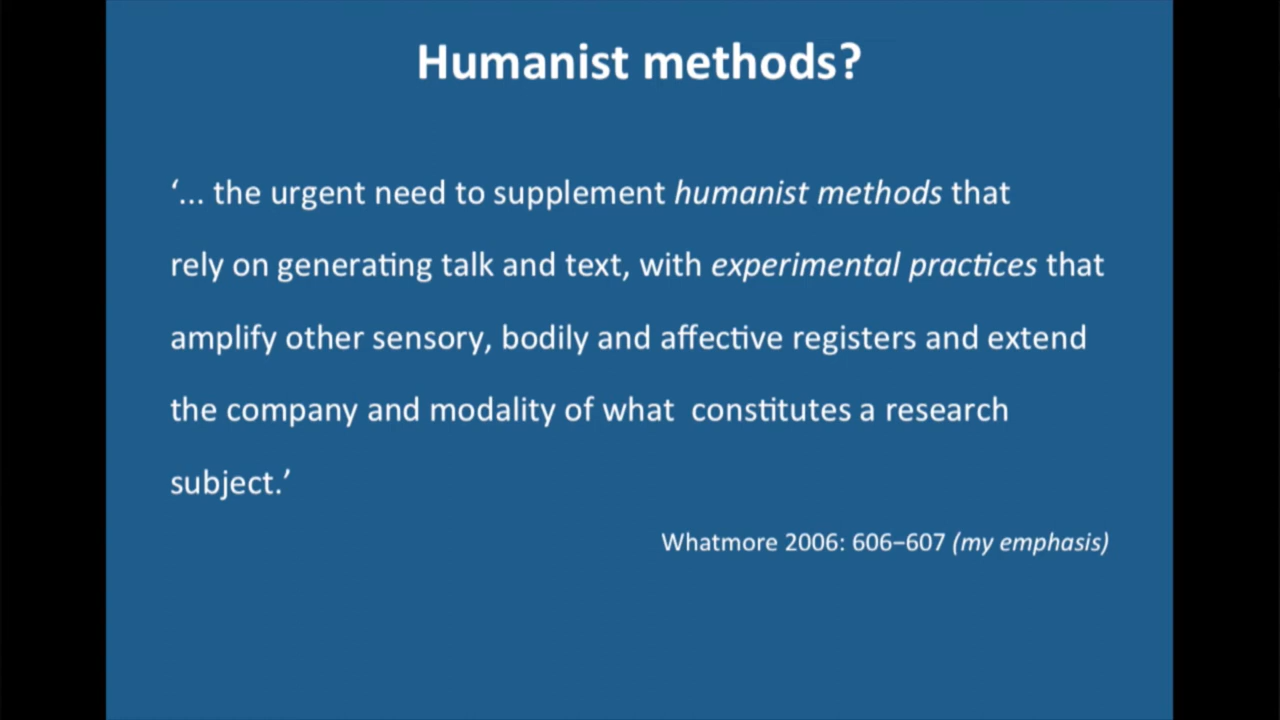 Humanist methods?
‘... the urgent need to supplement humanist methods that
rely on generating talk and text, with experimental practices that
amplify other sensory, bodily and affective registers and extend
the company and modality of what  constitutes a research
subject.’
Whatmore 2006: 606–607 (my emphasis)